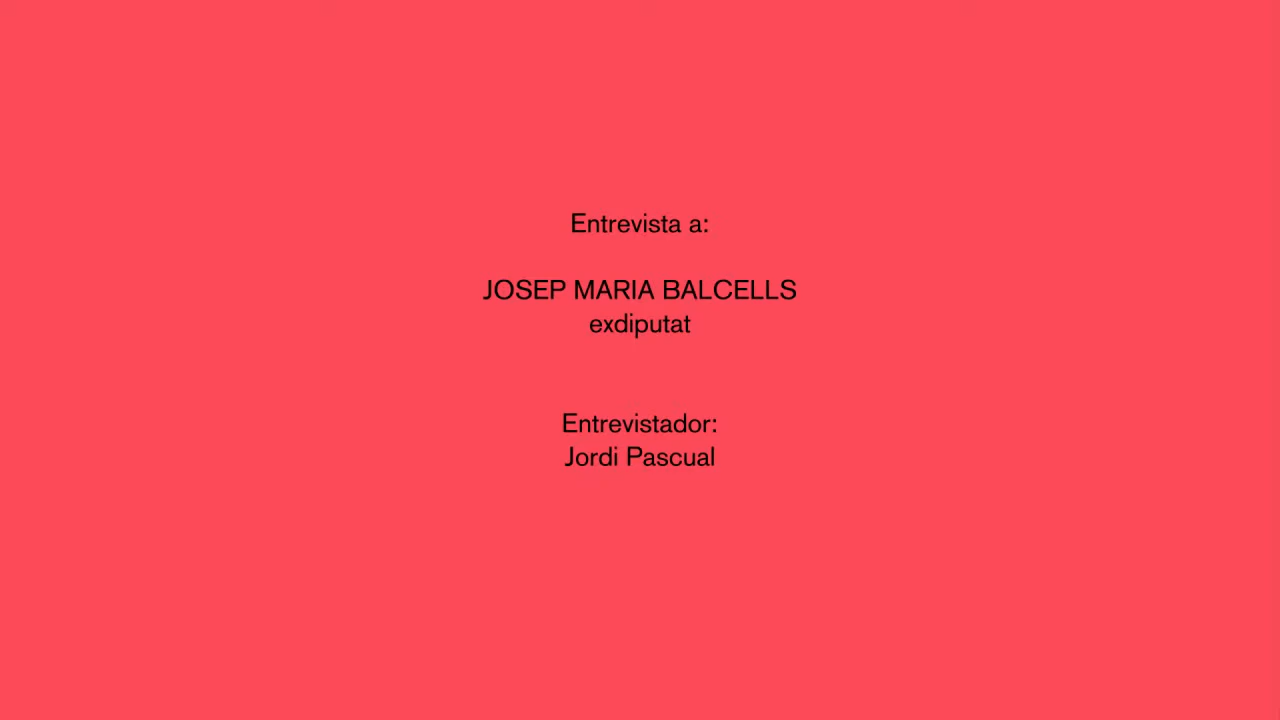 Entrevista a:
JOSEP MARIA BALCELLS
exdiputat
Entrevistador:
Jordi Pascual